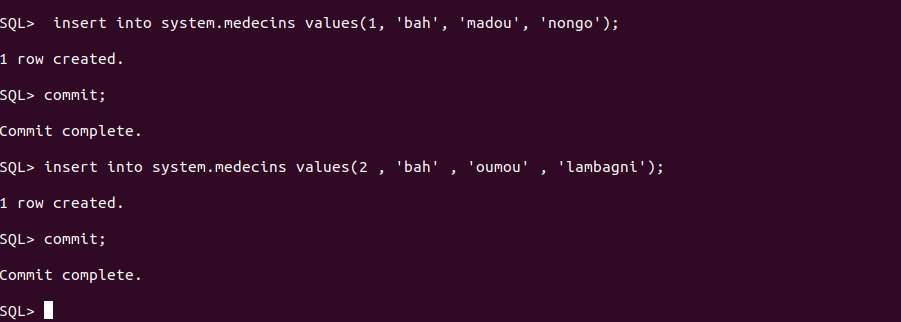 SQL>  insert into system.medecins values(1, 'bah', 'madou', 'nongo');
1 row created.
SQL> commit;
Commit complete.
SQL> insert into system.medecins values(2 , 'bah' , 'oumou' , 'lambagni');
1 row created.
SQL> commit;
Commit complete.
SQL>